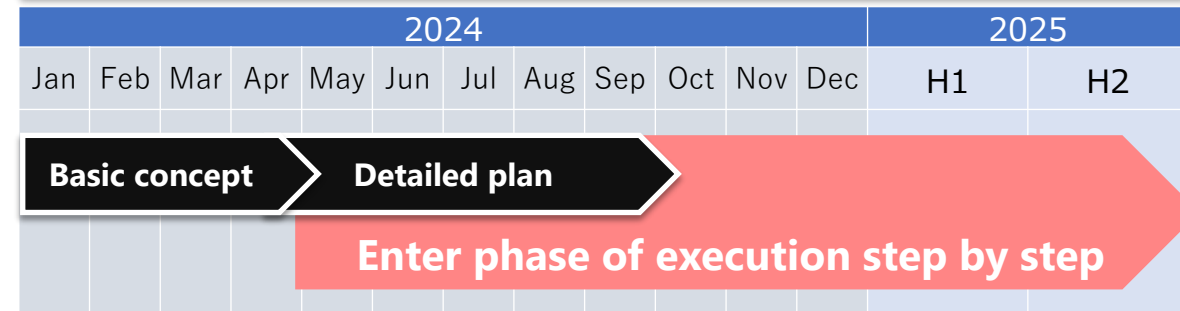 2024 2025
Jan Feb Mar Apr May Jun Jul Aug Sep Oct Nov Dec H1 H2
Basic concept Detailed plan
Enter phase of execution step by step